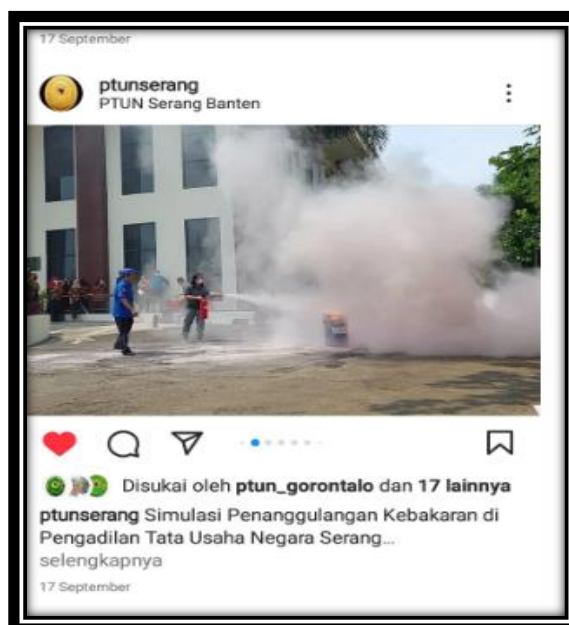 17 September
ptunserang
PTUN Serang Banten
Disukai oleh ptun_gorontalo dan 17 lainnya
ptunserang Simulasi Penanggulangan Kebakaran di
Pengadilan Tata Usaha Negara Serang...
selengkapnya
17 September